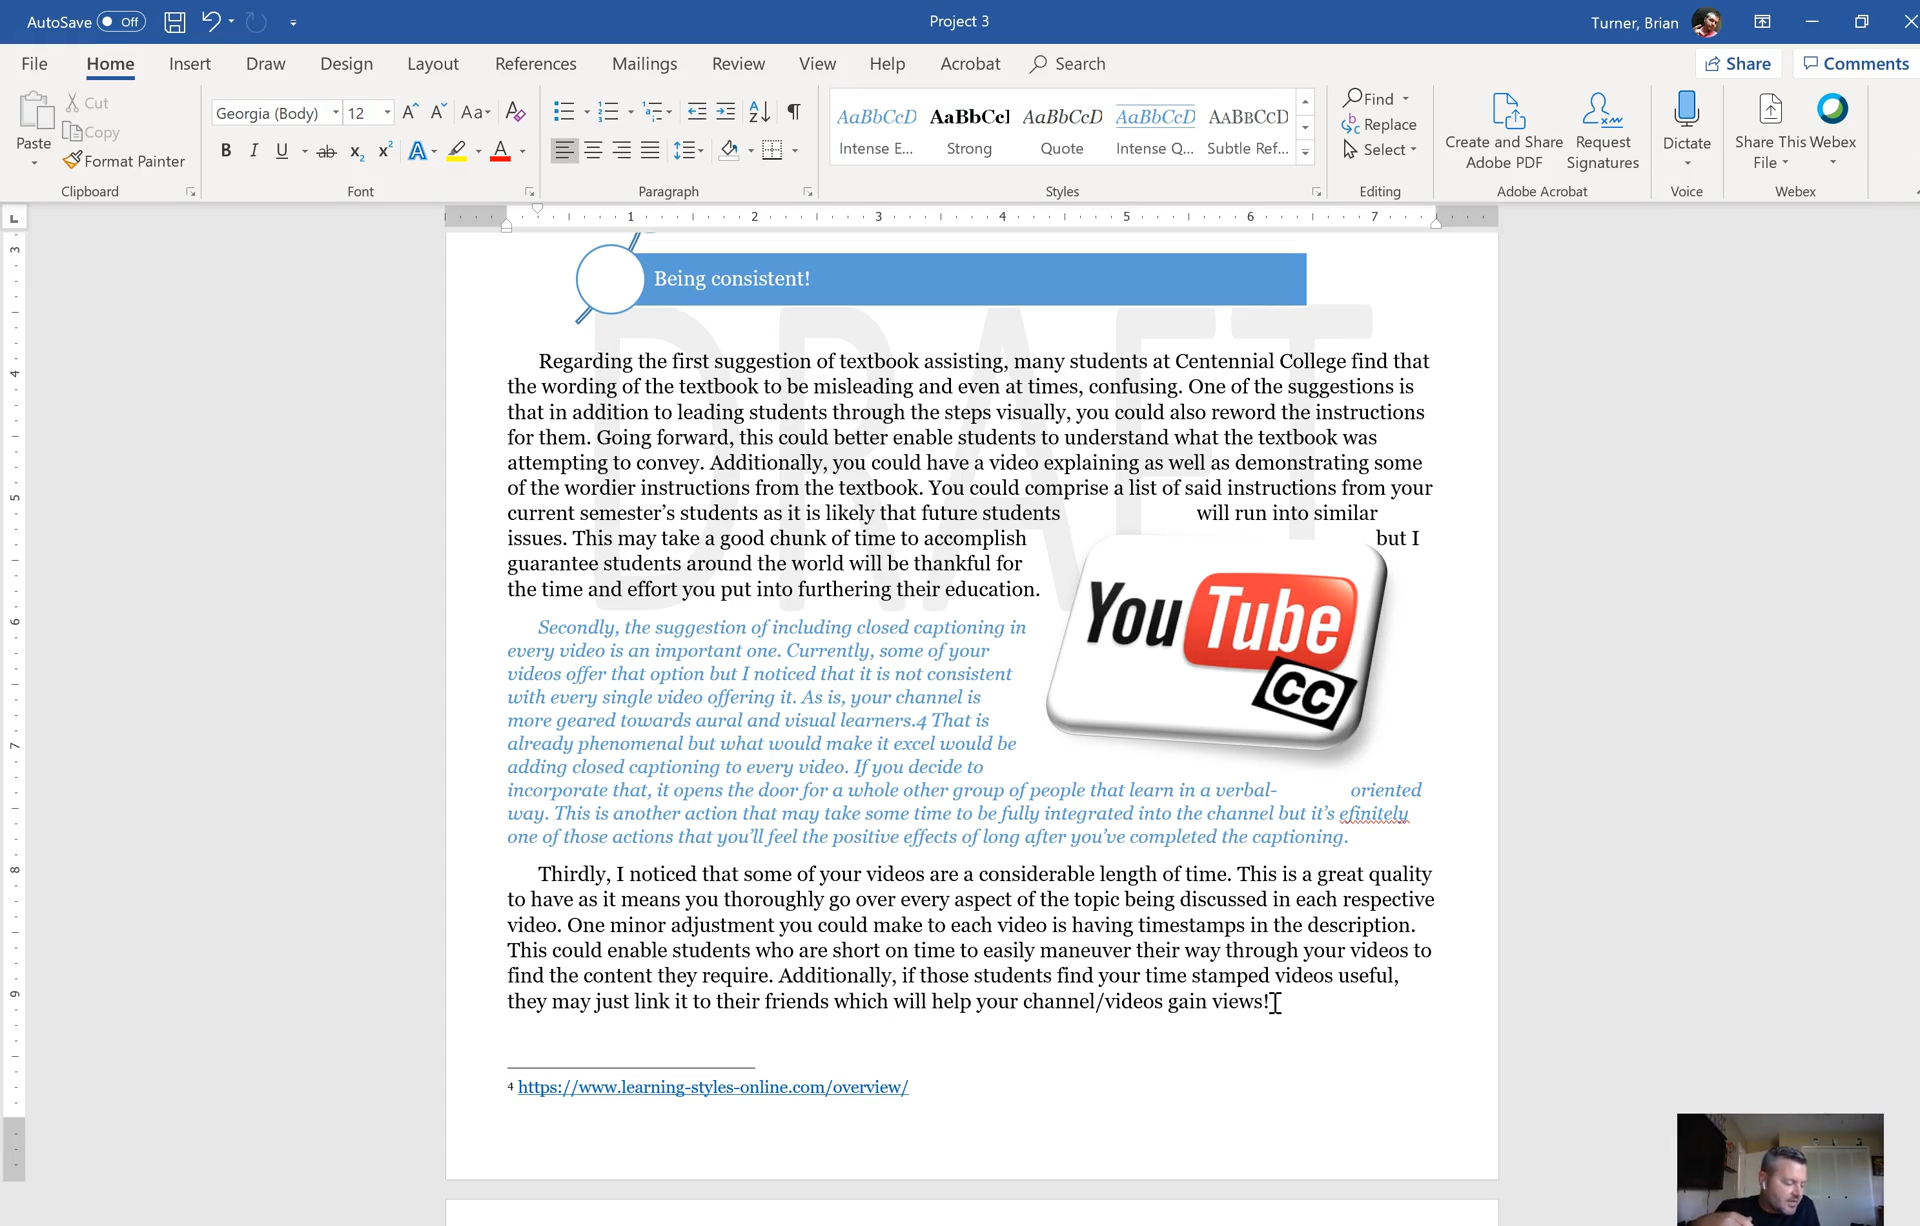 AutoSave Off
Project 3
Turner, Brian
File Home Insert Draw Design Layout References Mailings Review View Help Acrobat Search
Share Comments
Paste
Cut
Copy
Format Painter
Clipboard
Georgia (Body) 12
Font
Paragraph
AaBbCcD AaBbCcI AaBbCcD AaBbCcD AABBCCD
Intense E... Strong Quote Intense Q... Subtle Ref...
Styles
Find
Replace
Select
Editing
Create and Share
Adobe PDF
Request
Signatures
Adobe Acrobat
Dictate
Voice
Share This
File
Webex
Webex
1 2 3 4 5 6 7
3
4
5
6
7
8
9
Being consistent!
DRAFT
Regarding the first suggestion of textbook assisting, many students at Centennial College find that
the wording of the textbook to be misleading and even at times, confusing. One of the suggestions is
that in addition to leading students through the steps visually, you could also reword the instructions
for them. Going forward, this could better enable students to understand what the textbook was
attempting to convey. Additionally, you could have a video explaining as well as demonstrating some
of the wordier instructions from the textbook. You could comprise a list of said instructions from your
current semester's students as it is likely that future students will run into similar
issues. This may take a good chunk of time to accomplish but I
guarantee students around the world will be thankful for
the time and effort you put into furthering their education.
YouTube
CC
Secondly, the suggestion of including closed captioning in
every video is an important one. Currently, some of your
videos offer that option but I noticed that it is not consistent
with every single video offering it. As is, your channel is
more geared towards aural and visual learners.4 That is
already phenomenal but what would make it excel would be
adding closed captioning to every video. If you decide to
incorporate that, it opens the door for a whole other group of people that learn in a verbal- oriented
way. This is another action that may take some time to be fully integrated into the channel but it's efinitely
one of those actions that you'll feel the positive effects of long after you've completed the captioning.
Thirdly, I noticed that some of your videos are a considerable length of time. This is a great quality
to have as it means you thoroughly go over every aspect of the topic being discussed in each respective
video. One minor adjustment you could make to each video is having timestamps in the description.
This could enable students who are short on time to easily maneuver their way through your videos to
find the content they require. Additionally, if those students find your time stamped videos useful,
they may just link it to their friends which will help your channel/videos gain views!
4 https://www.learning-styles-online.com/overview/